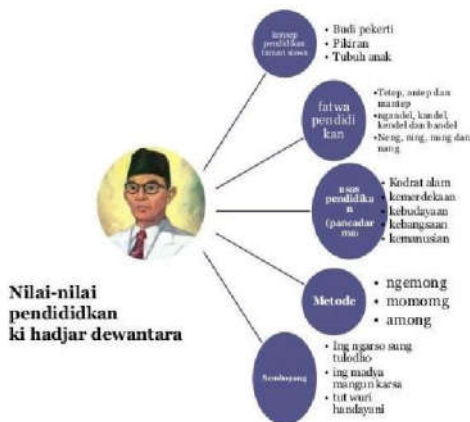 konsep
pendidikan
taman siswa
• Budi pekerti
• Pikiran
• Tubuh anak
fatwa
pendidi
kan
• Tetep, antep dan
mantep
• ngandel, kandel,
kendel dan bandel
• Neng, ning, nung dan
nang.
asas
pendidika
n
(pancadar
ma)
• Kodrat alam
• kemerdekaan
• kebudayaan
• kebangsaan
• kemanusian
Metode
• ngemong
• momomg
• among
Semboyang
• Ing ngarso sung
tulodho
• ing madya
mangun karsa
• tut wuri
handayani
Nilai-nilai
pendididkan
ki hadjar dewantara